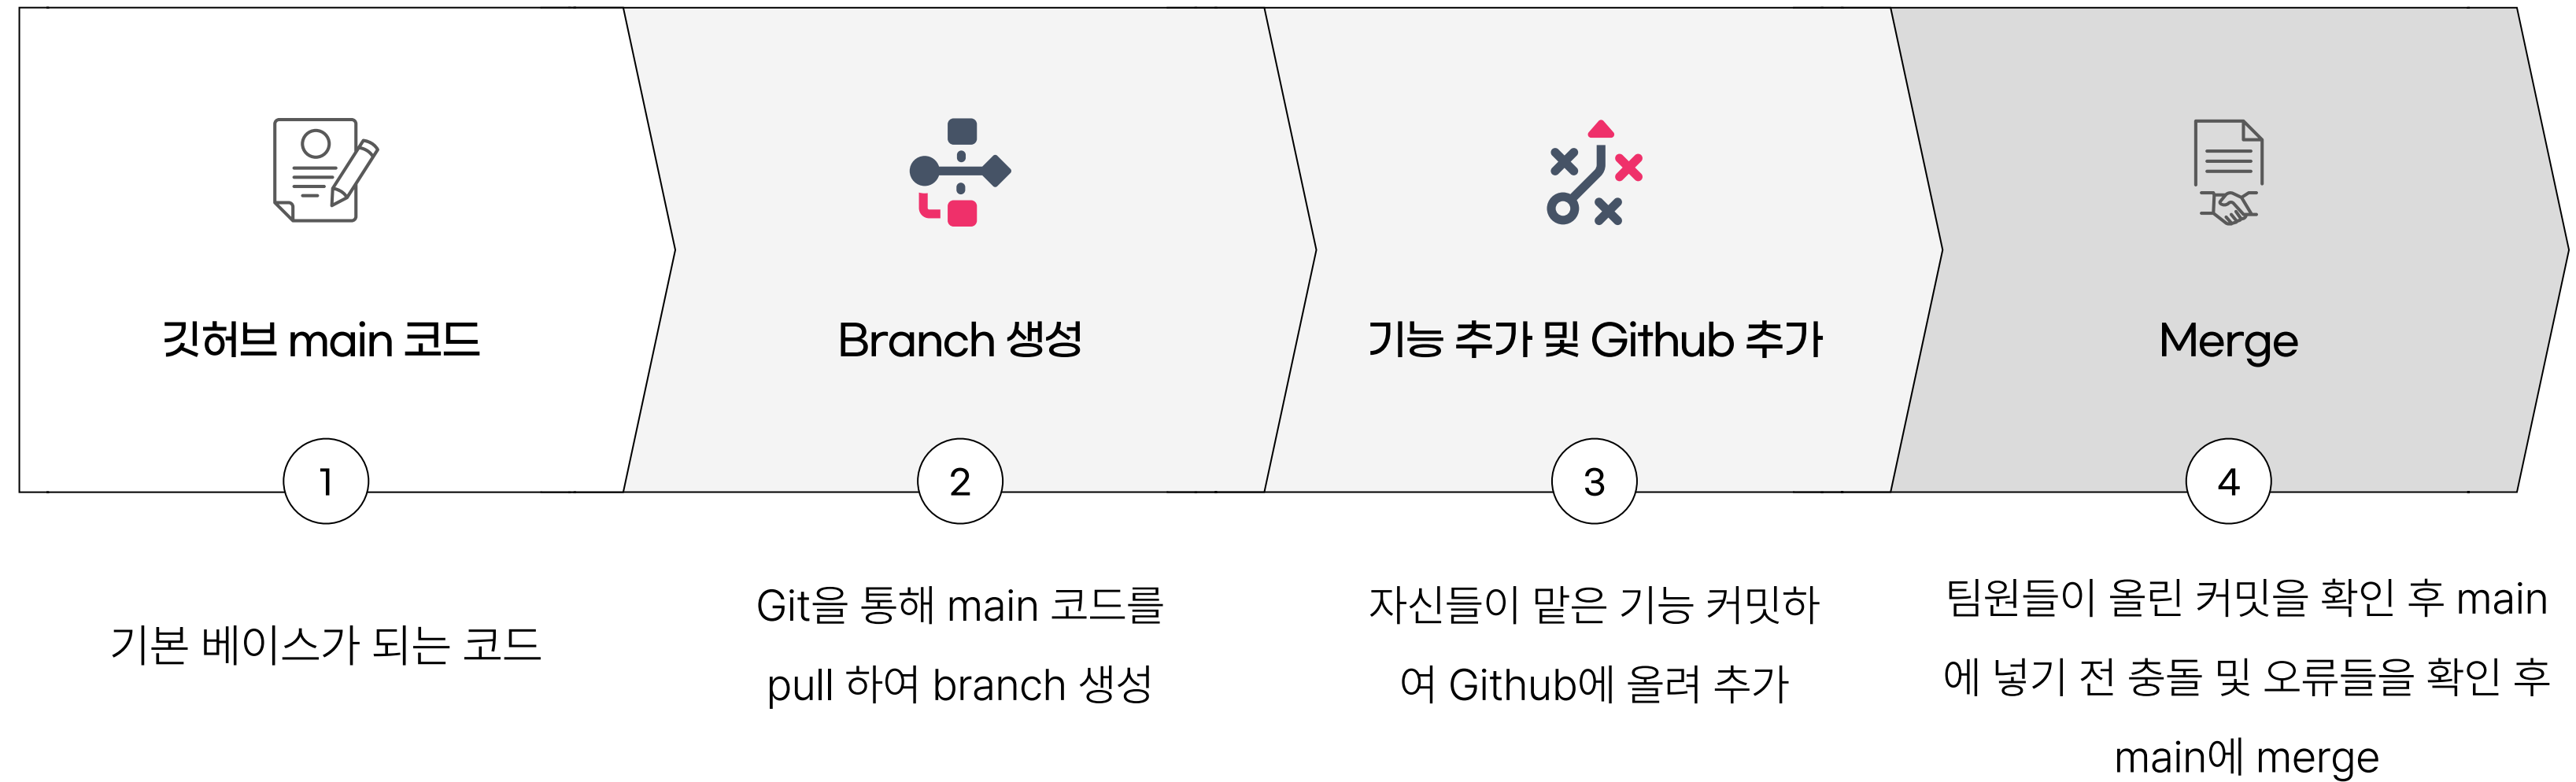 깃허브 main 코드
Branch 생성
기능 추가 및 Github 추가
Merge
1
2
3
4
기본 베이스가 되는 코드
Git을 통해 main 코드를
pull 하여 branch 생성
자신들이 맡은 기능 커밋하
여 Github에 올려 추가
팀원들이 올린 커밋을 확인 후 main
에 넣기 전 충돌 및 오류들을 확인 후
main에 merge